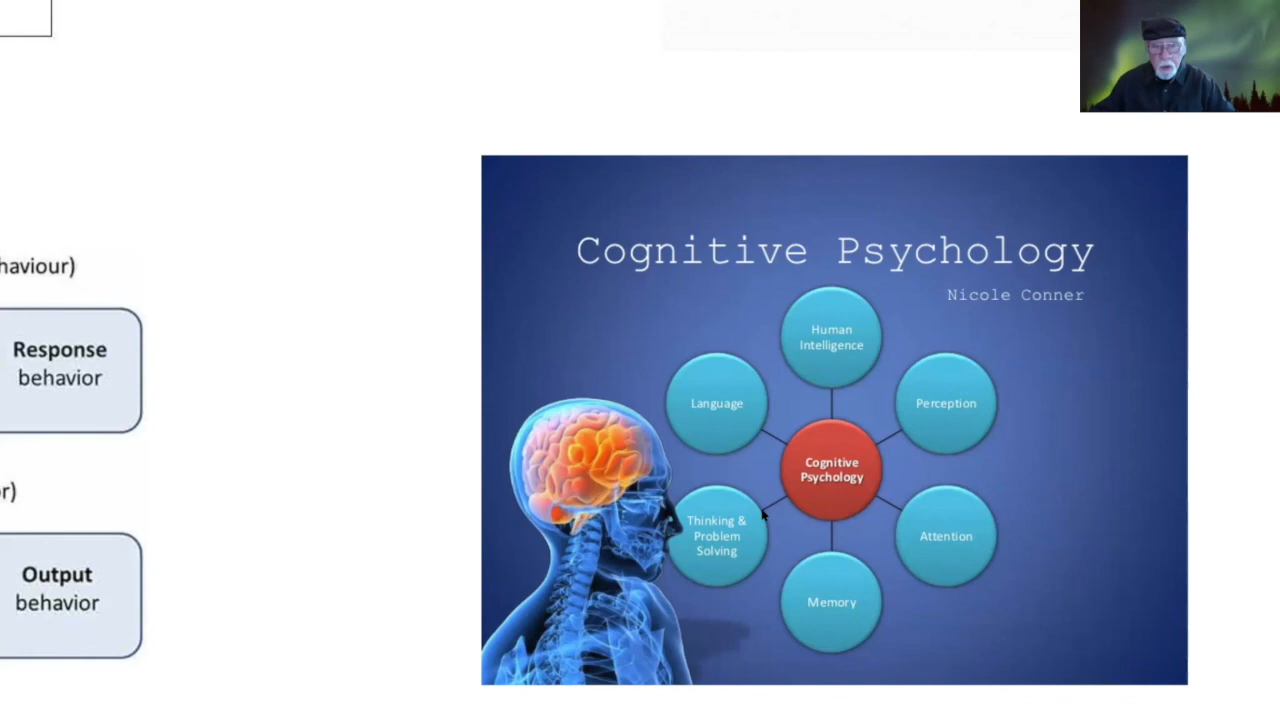 haviour)
Response
behavior
r)
Output
behavior
Cognitive Psychology
Nicole Conner
Human
Intelligence
Language
Perception
Cognitive
Psychology
Thinking &
Problem
Solving
Attention
Memory